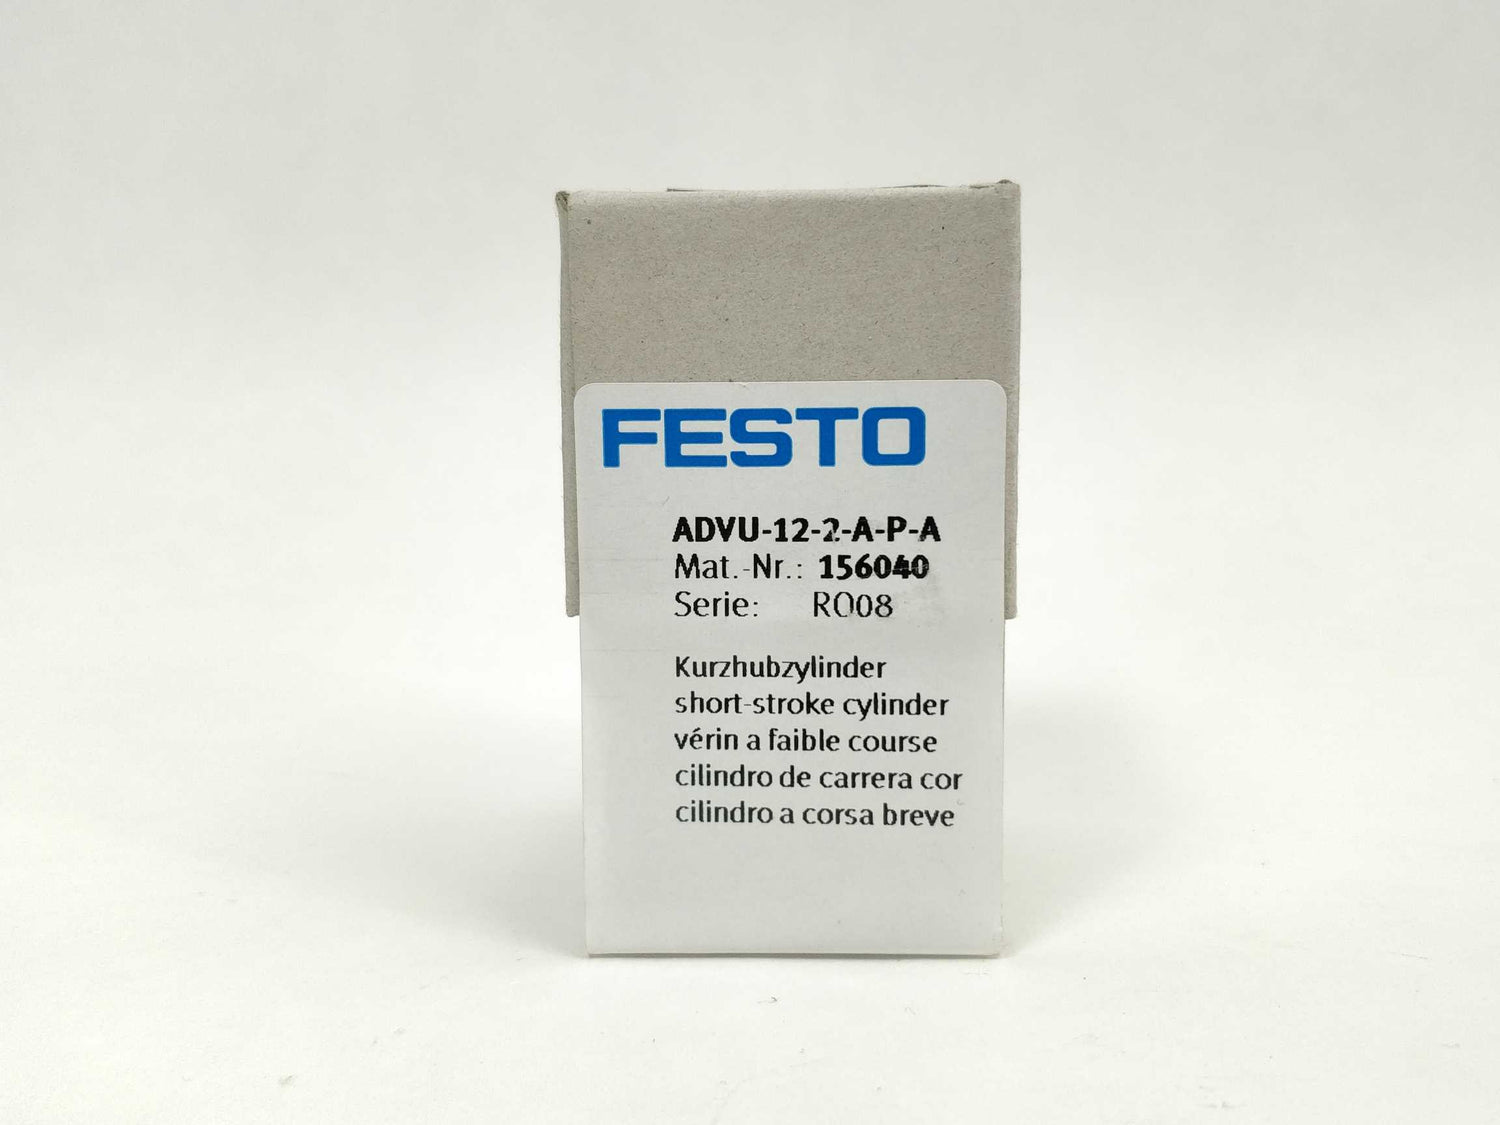 FESTO
ADVU-12-2-A-P-A
Mat.-Nr.: 156040
Serie: R008
Kurzhubzylinder
short-stroke cylinder
vérin a faible course
cilindro de carrera cor
cilindro a corsa breve